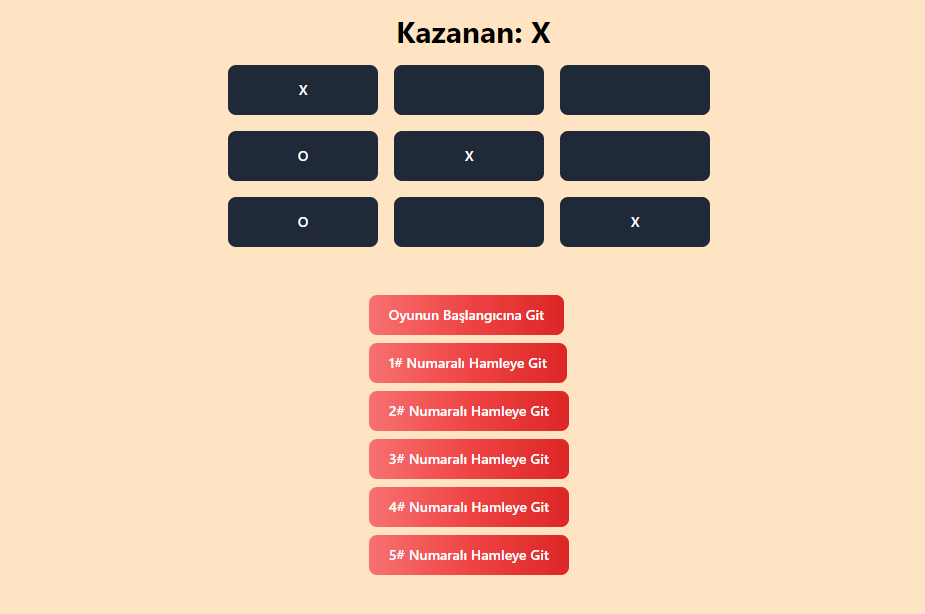 Kazanan: X
X
O X
O X
Oyunun Başlangıcına Git
1# Numaralı Hamleye Git
2# Numaralı Hamleye Git
3# Numaralı Hamleye Git
4# Numaralı Hamleye Git
5# Numaralı Hamleye Git